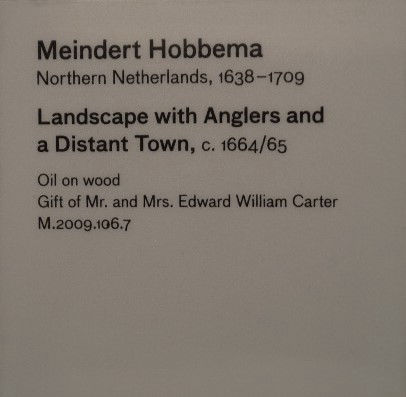 Meindert Hobbema
Northern Netherlands, 1638–1709
Landscape with Anglers and
a Distant Town, c. 1664/65
Oil on wood
Gift of Mr. and Mrs. Edward William Carter
M.2009.106.7